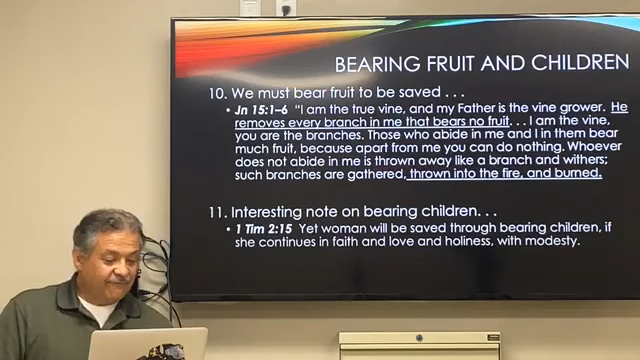 BEARING FRUIT AND CHILDREN
10. We must bear fruit to be saved . . .
• Jn 15:1–6 "I am the true vine, and my Father is the vine grower. He
removes every branch in me that bears no fruit. . . I am the vine,
you are the branches. Those who abide in me and I in them bear
much fruit, because apart from me you can do nothing. Whoever
does not abide in me is thrown away like a branch and withers;
such branches are gathered, thrown into the fire, and burned.
11. Interesting note on bearing children. . .
• 1 Tim 2:15 Yet woman will be saved through bearing children, if
she continues in faith and love and holiness, with modesty.